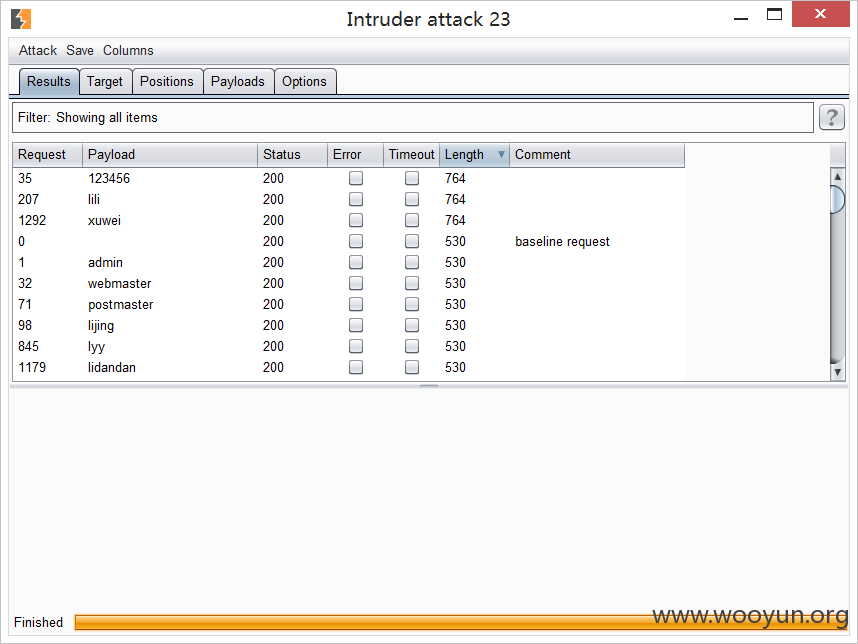 Intruder attack 23
Attack Save Columns
Results Target Positions Payloads Options
Filter: Showing all items ?
Request Payload Status Error Timeout Length Comment
35 123456 200 764
207 lili 200 764
1292 xuwei 200 764
0 200 530 baseline request
1 admin 200 530
32 webmaster 200 530
71 postmaster 200 530
98 lijing 200 530
845 lyy 200 530
1179 lidandan 200 530
Finished
www.wooyun.org